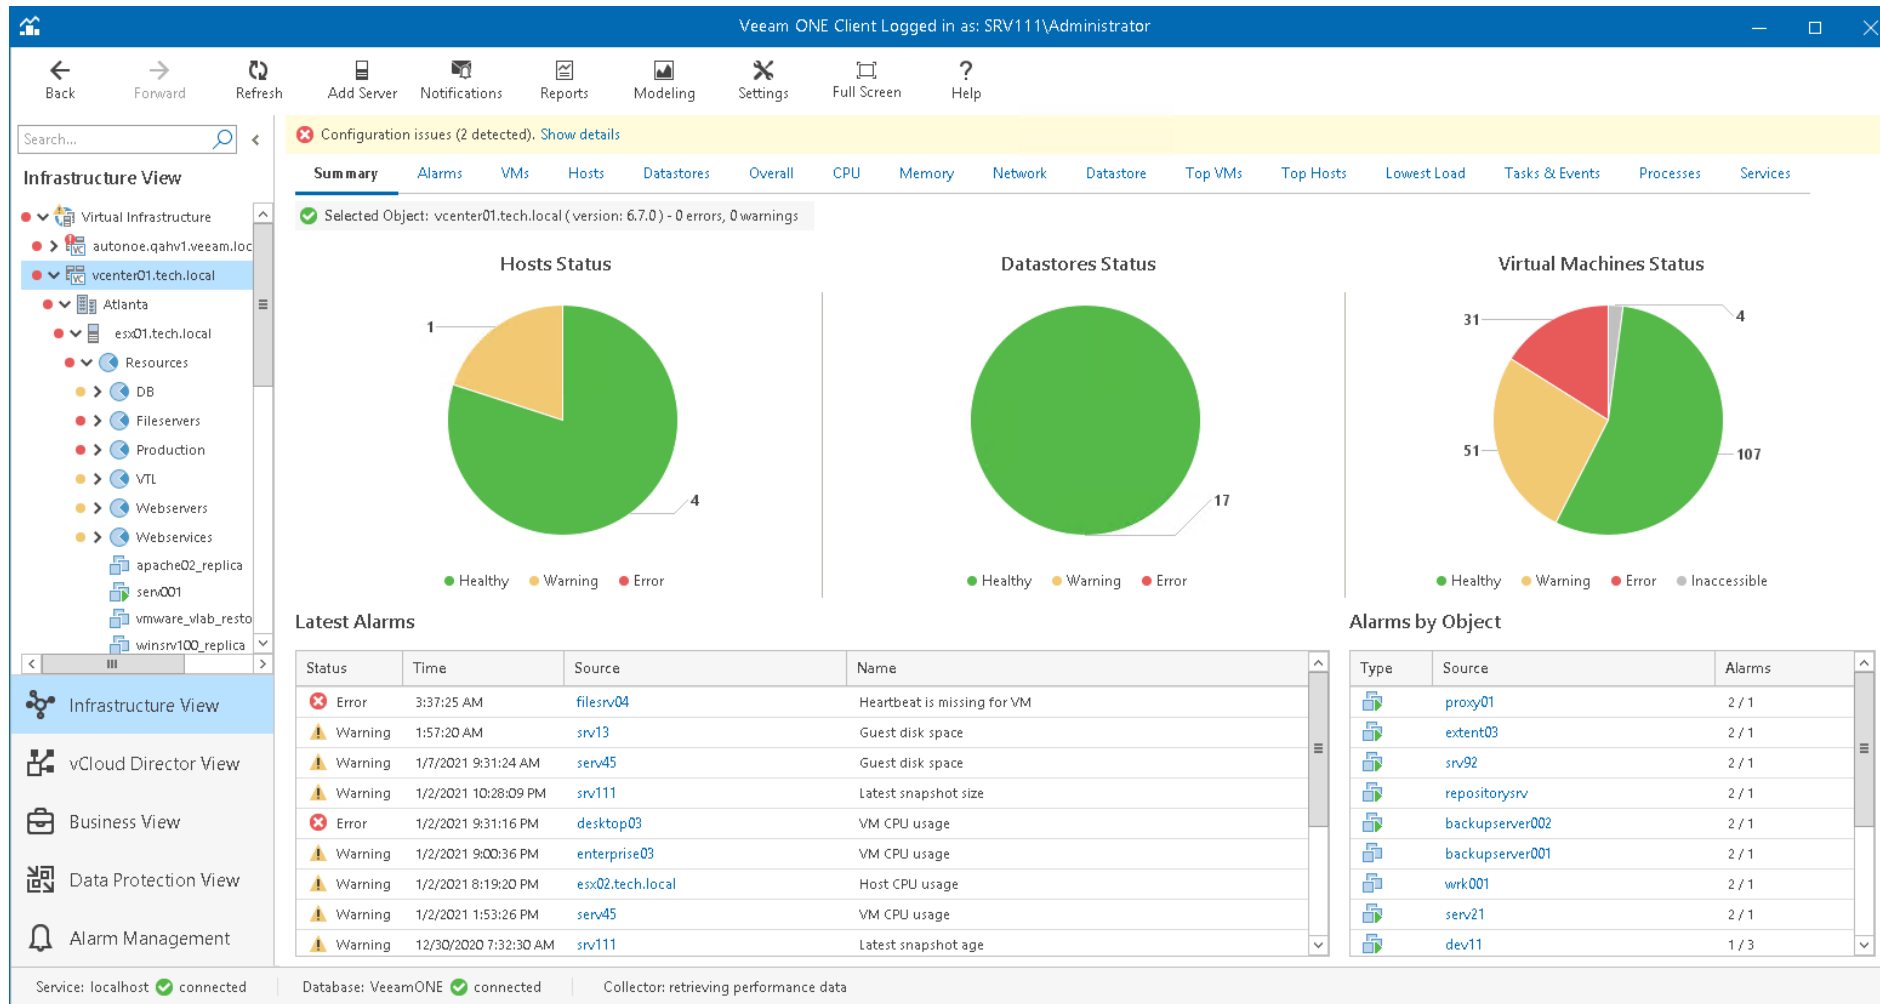 Veeam ONE Client Logged in as: SRV111\Administrator
Back Forward Refresh Add Server Notifications Reports Modeling Settings Full Screen Help
Search...
Configuration issues (2 detected). Show details
Infrastructure View
Summary Alarms VMs Hosts Datastores Overall CPU Memory Network Datastore Top VMs Top Hosts Lowest Load Tasks & Events Processes Services
Selected Object: vcenter01.tech.local ( version: 6.7.0 ) - 0 errors, 0 warnings
Virtual Infrastructure
autonoe.qahv1.veeam.loc
vcenter01.tech.local
Atlanta
esx01.tech.local
Resources
DB
Fileservers
Production
VTL
Webservers
Webservices
apache02_replica
serv001
vmware_vlab_resto
winsrv100_replica
Infrastructure View
vCloud Director View
Business View
Data Protection View
Alarm Management
Hosts Status
1
4
Healthy Warning Error
Datastores Status
17
Healthy Warning Error
Virtual Machines Status
31
4
51
107
Healthy Warning Error Inaccessible
Latest Alarms
Status Time Source Name
Error 3:37:25 AM filesrv04 Heartbeat is missing for VM
Warning 1:57:20 AM srv13 Guest disk space
Warning 1/7/2021 9:31:24 AM serv45 Guest disk space
Warning 1/2/2021 10:28:09 PM srv111 Latest snapshot size
Error 1/2/2021 9:31:16 PM desktop03 VM CPU usage
Warning 1/2/2021 9:00:36 PM enterprise03 VM CPU usage
Warning 1/2/2021 8:19:20 PM esx02.tech.local Host CPU usage
Warning 1/2/2021 1:53:26 PM serv45 VM CPU usage
Warning 12/30/2020 7:32:30 AM srv111 Latest snapshot age
Alarms by Object
Type Source Alarms
proxy01 2 / 1
extent03 2 / 1
srv92 2 / 1
repositorysrv 2 / 1
backupserver002 2 / 1
backupserver001 2 / 1
wrk001 2 / 1
serv21 2 / 1
dev11 1 / 3
Service: localhost connected Database: VeeamONE connected Collector: retrieving performance data